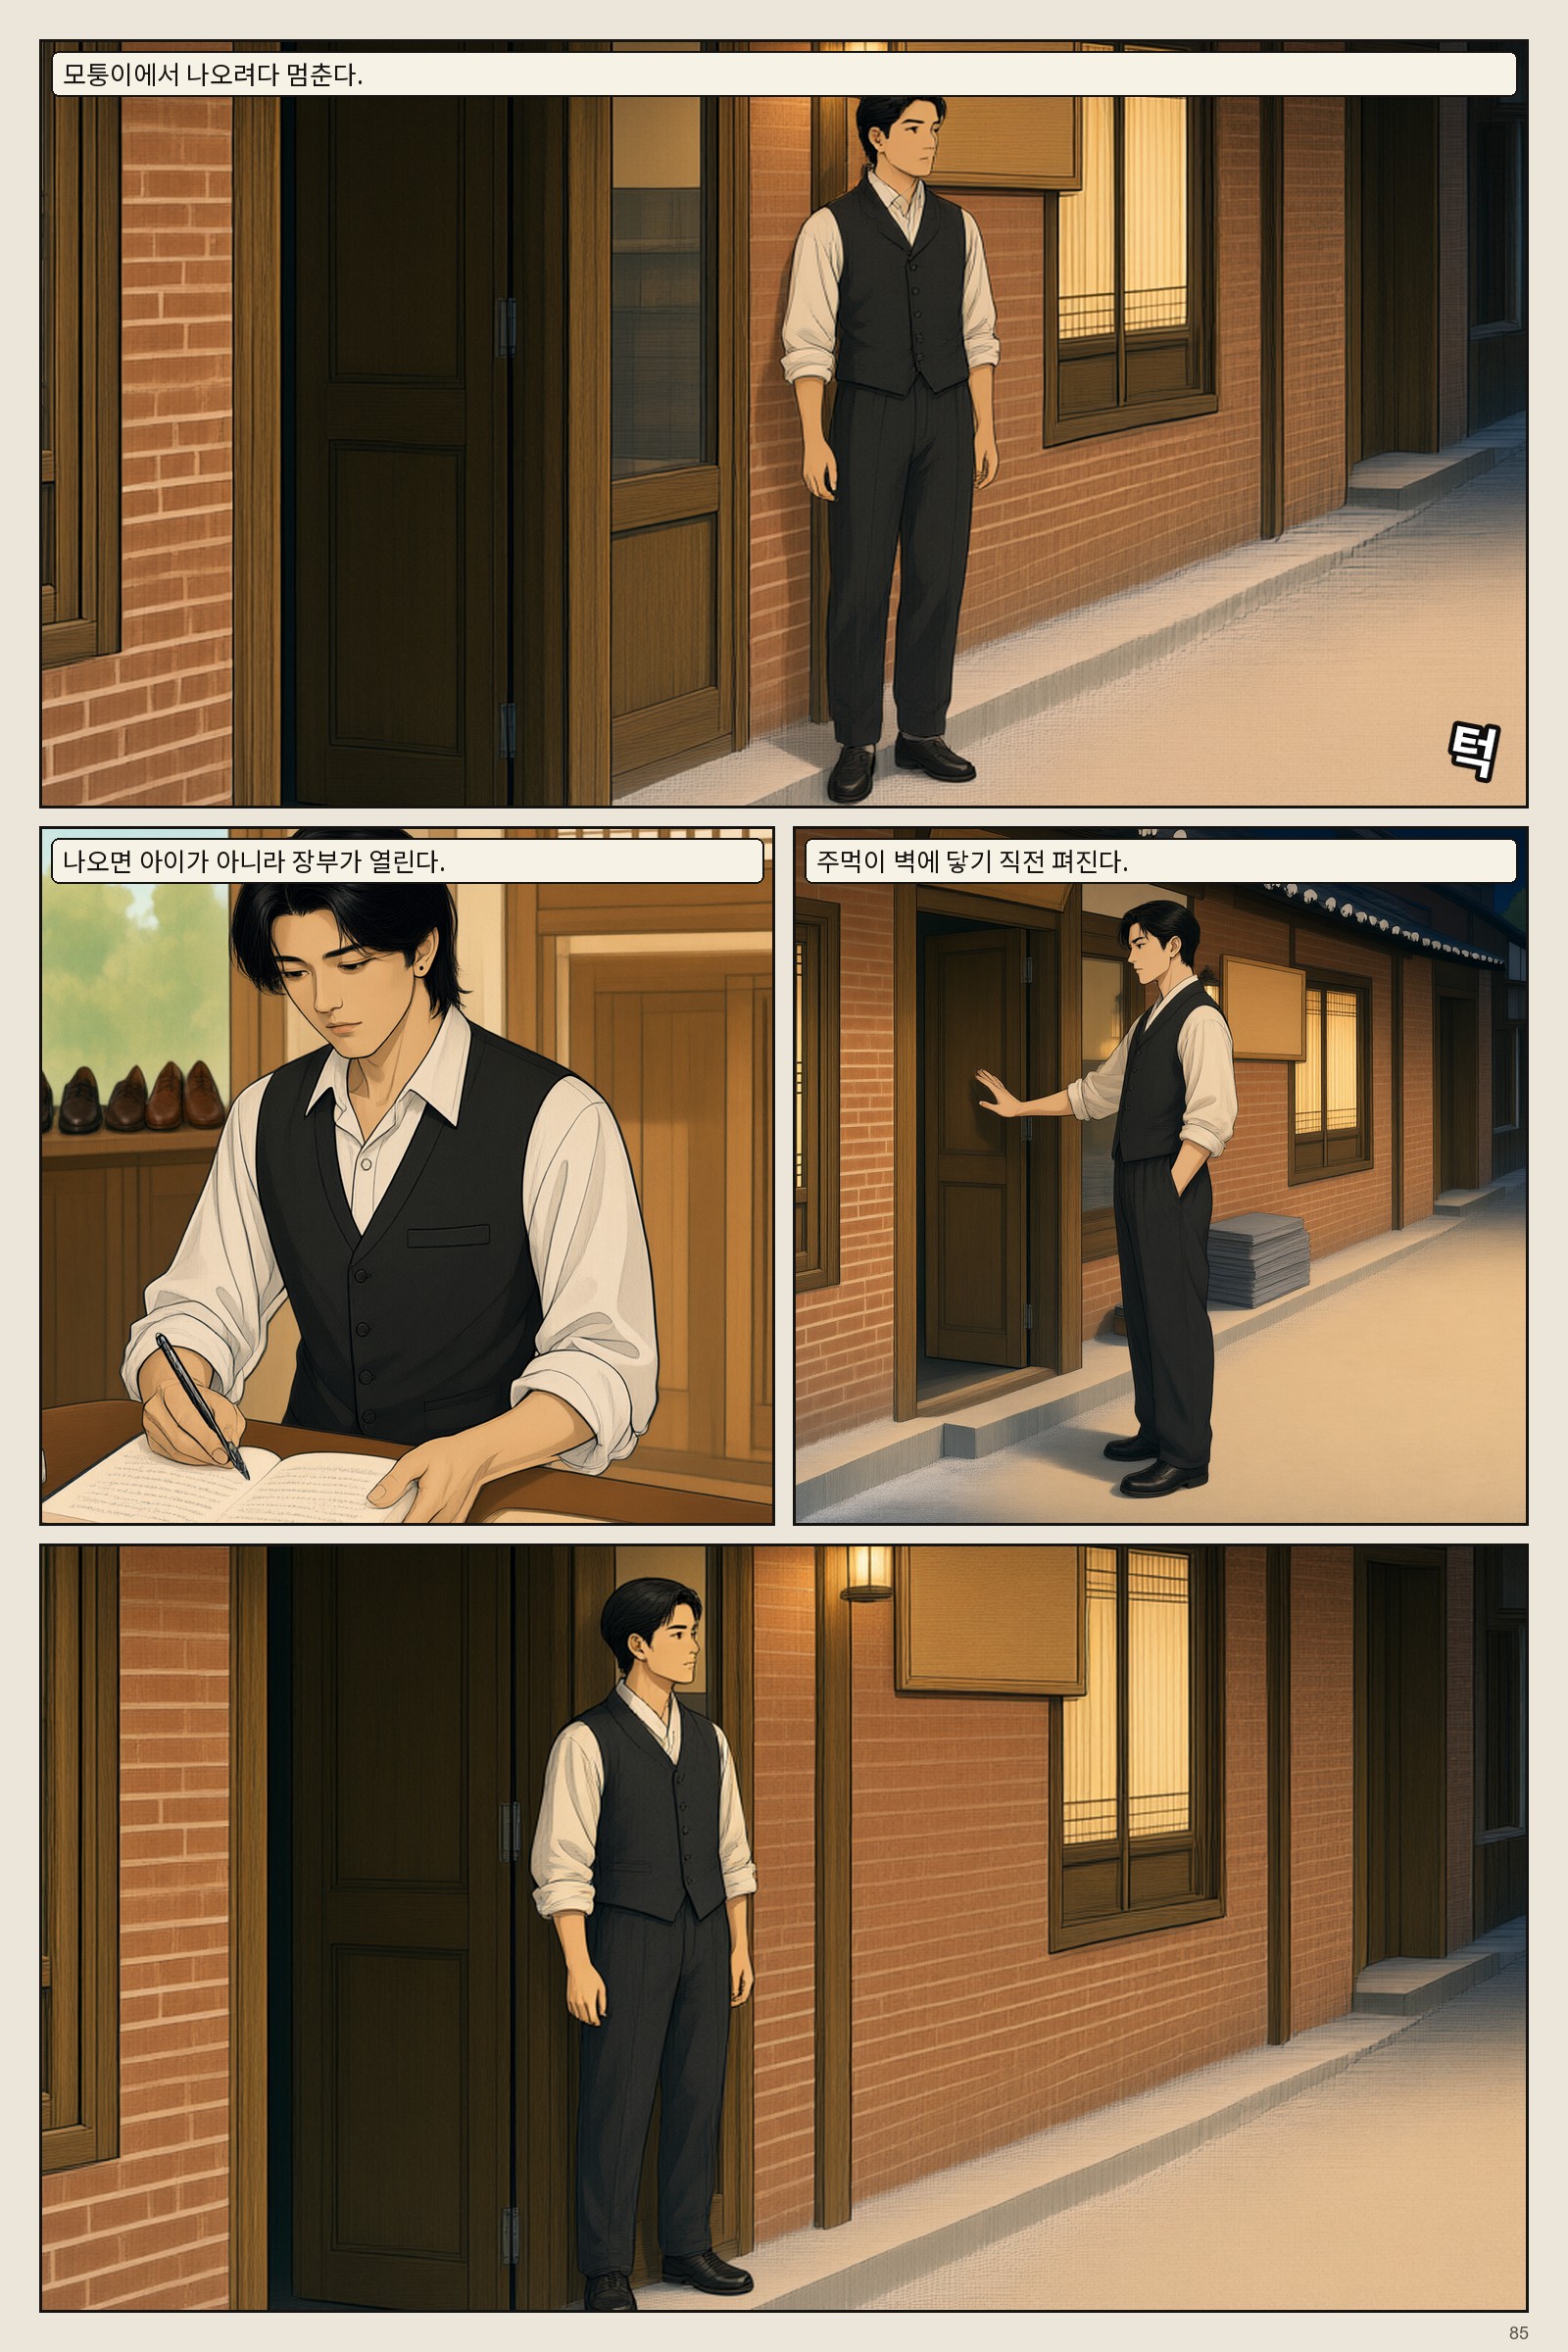 모퉁이에서 나오려다 멈춘다.
턱
나오면 아이가 아니라 장부가 열린다.
주먹이 벽에 닿기 직전 펴진다.
85